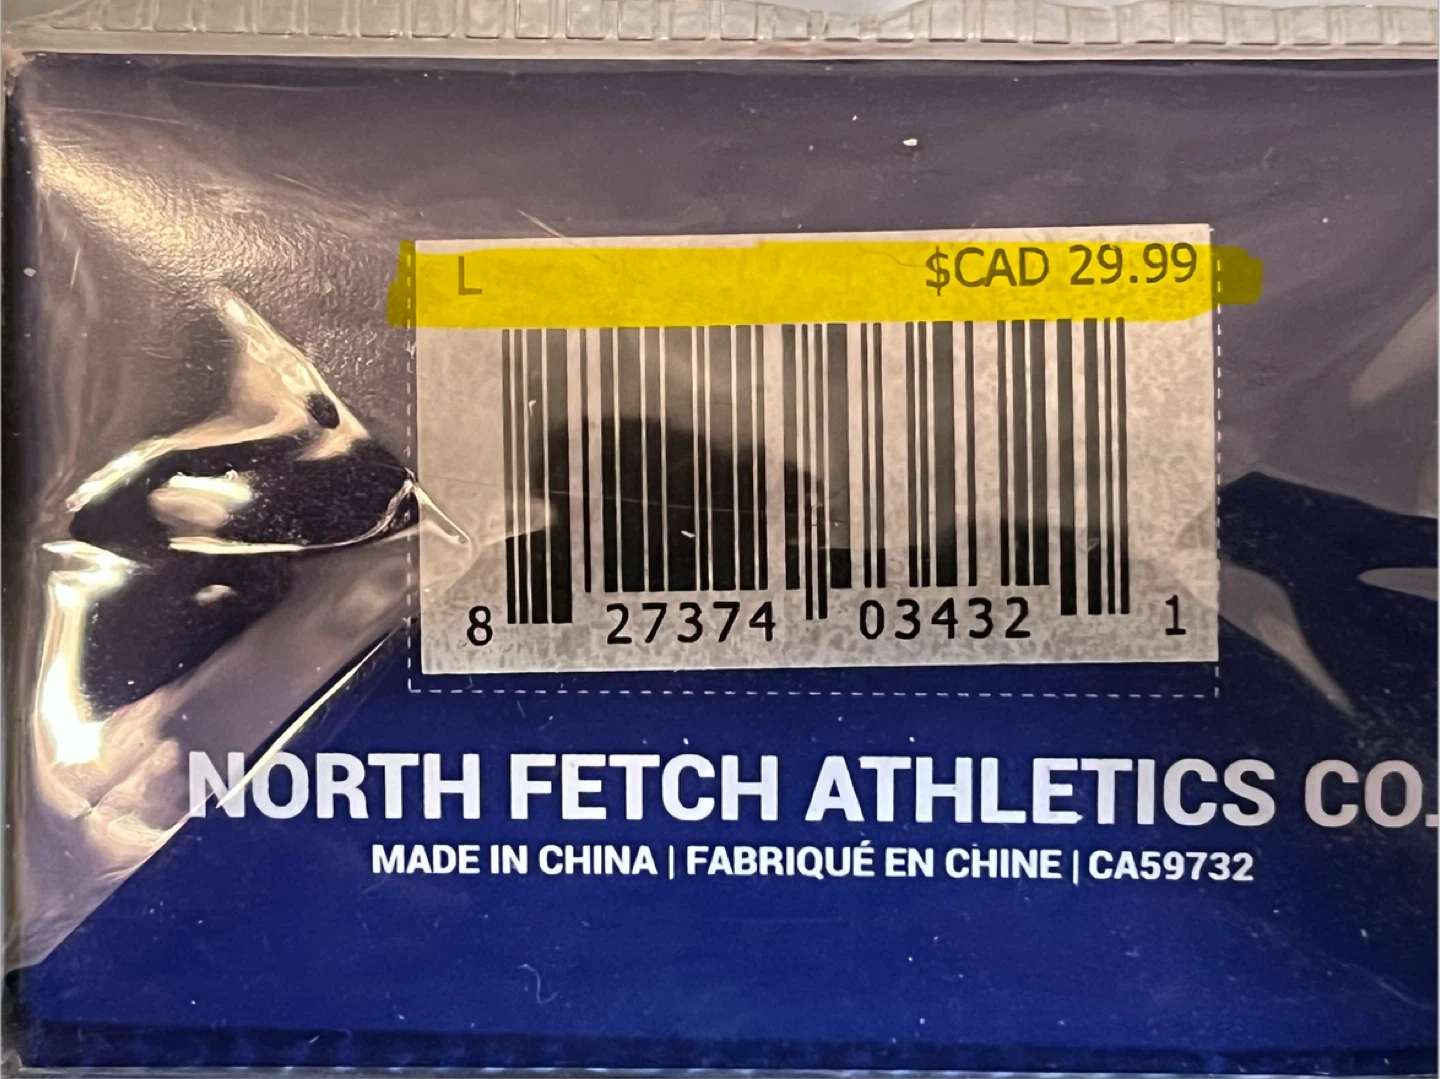 L $CAD 29.99
8 27374 03432 1
NORTH FETCH ATHLETICS CO.
MADE IN CHINA | FABRIQUÉ EN CHINE | CA59732